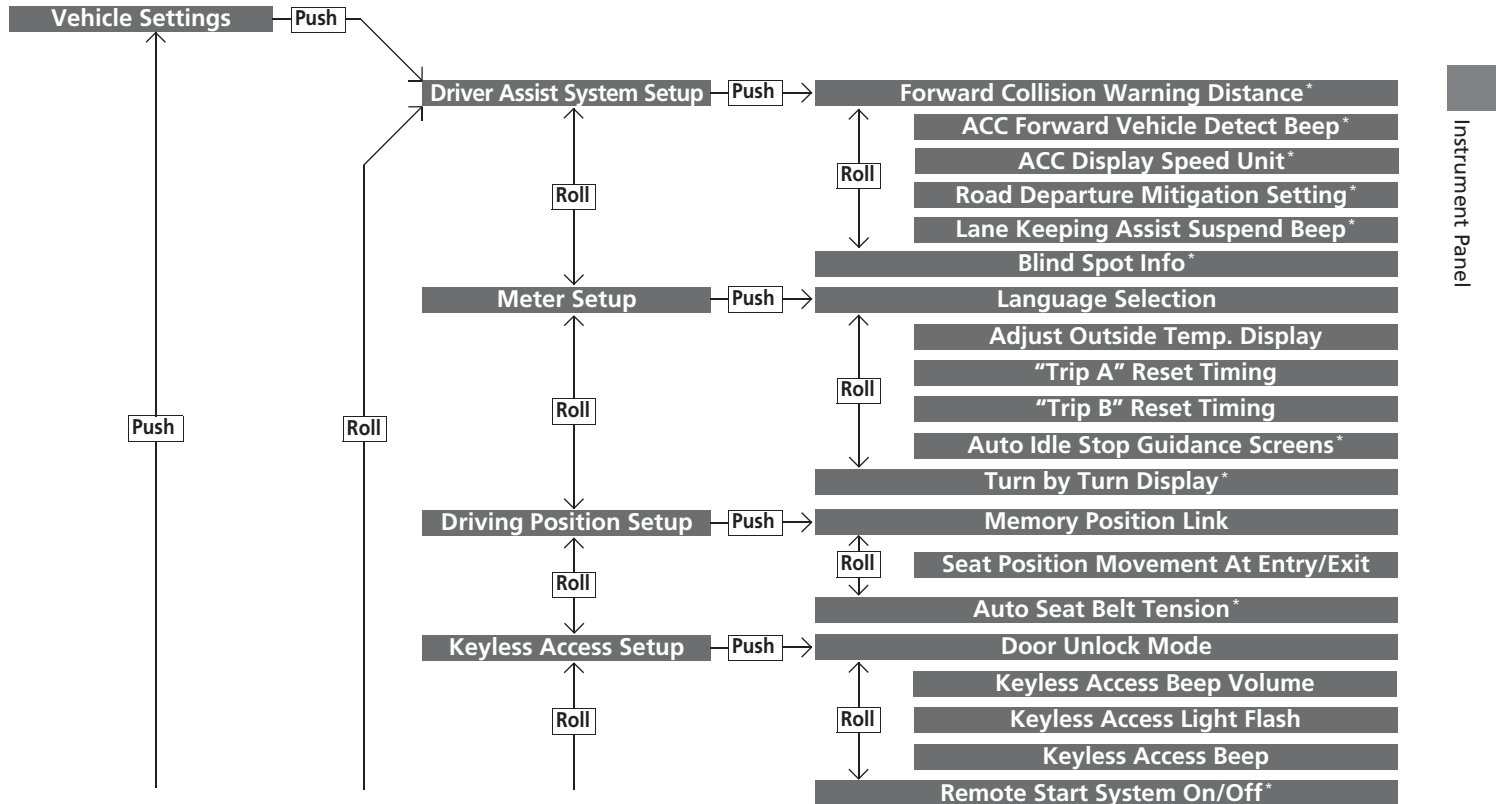 Vehicle Settings Push
Driver Assist System Setup Push Forward Collision Warning Distance*
ACC Forward Vehicle Detect Beep*
Roll ACC Display Speed Unit*
Roll Road Departure Mitigation Setting*
Lane Keeping Assist Suspend Beep*
Blind Spot Info*
Meter Setup Push Language Selection
Adjust Outside Temp. Display
Roll "Trip A" Reset Timing
Push Roll Roll "Trip B" Reset Timing
Auto Idle Stop Guidance Screens*
Turn by Turn Display*
Driving Position Setup Push Memory Position Link
Roll Roll Seat Position Movement At Entry/Exit
Auto Seat Belt Tension*
Keyless Access Setup Push Door Unlock Mode
Keyless Access Beep Volume
Roll Roll Keyless Access Light Flash
Keyless Access Beep
Remote Start System On/Off*
Instrument Panel